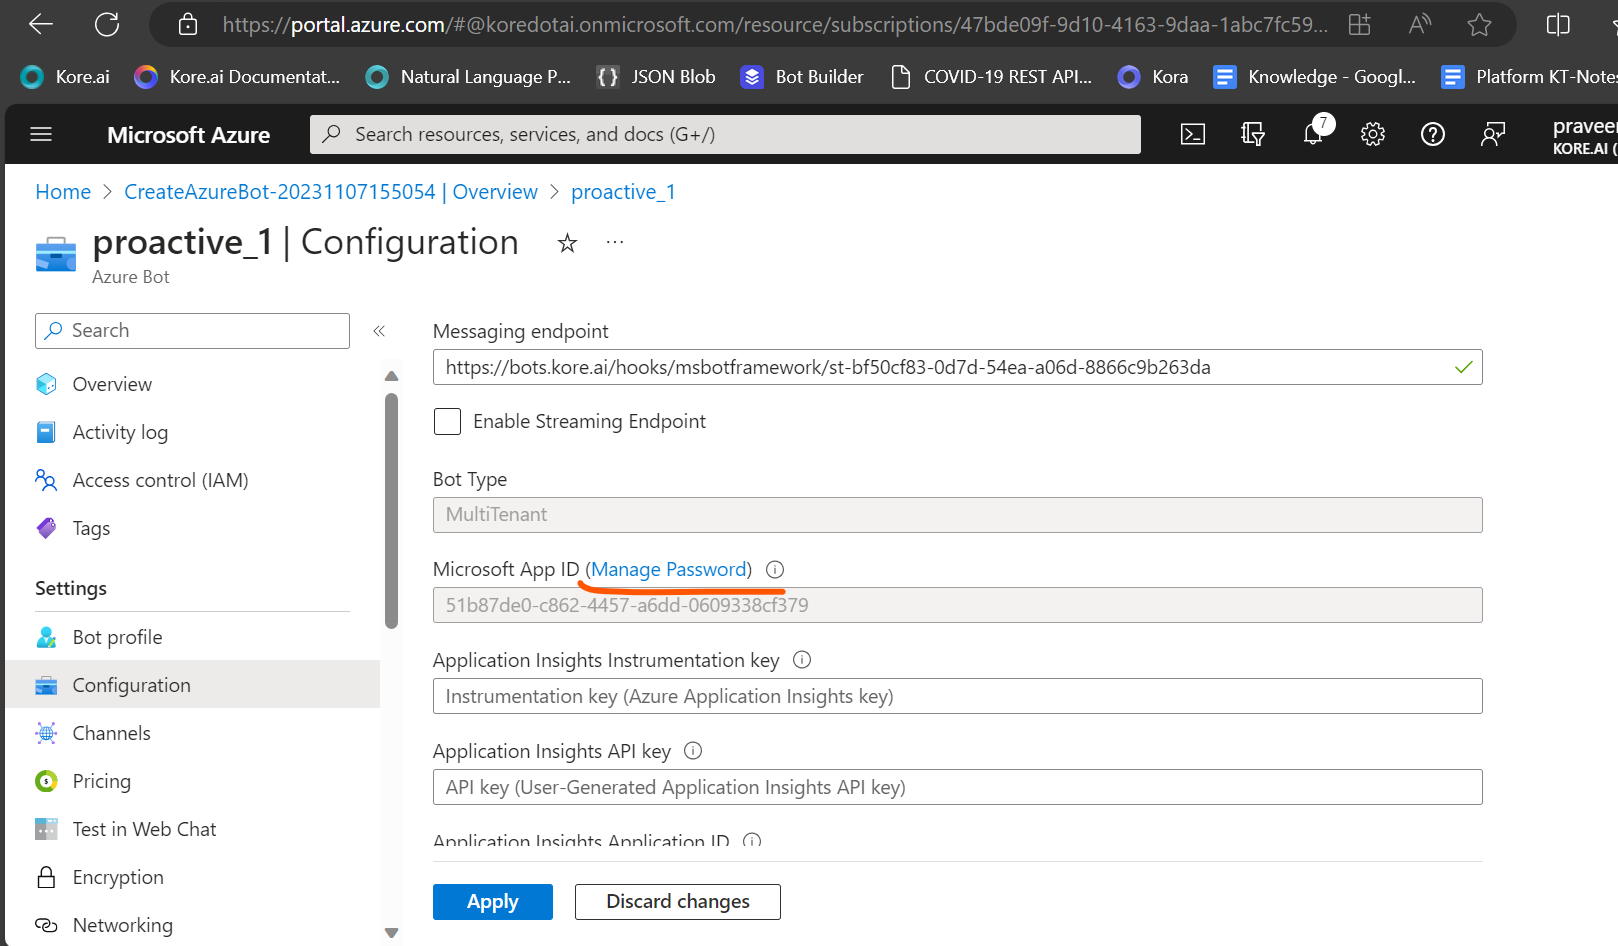 https://portal.azure.com/#@koredotai.onmicrosoft.com/resource/subscriptions/47bde09f-9d10-4163-9daa-1abc7fc59...
Kore.ai
Kore.ai Documentat...
Natural Language P...
{} JSON Blob
Bot Builder
COVID-19 REST API...
Kora
Knowledge - Googl...
Platform KT-Notes
Microsoft Azure
Search resources, services, and docs (G+/)
7
praveen
KORE.AI (
Home > CreateAzureBot-20231107155054 | Overview > proactive_1
proactive_1 | Configuration
Azure Bot
Search
Overview
Activity log
Access control (IAM)
Tags
Settings
Bot profile
Configuration
Channels
Pricing
Test in Web Chat
Encryption
Networking
Messaging endpoint
https://bots.kore.ai/hooks/msbotframework/st-bf50cf83-0d7d-54ea-a06d-8866c9b263da
Enable Streaming Endpoint
Bot Type
MultiTenant
Microsoft App ID (Manage Password)
51b87de0-c862-4457-a6dd-0609338cf379
Application Insights Instrumentation key
Instrumentation key (Azure Application Insights key)
Application Insights API key
API key (User-Generated Application Insights API key)
Application Insights Application ID
Apply
Discard changes